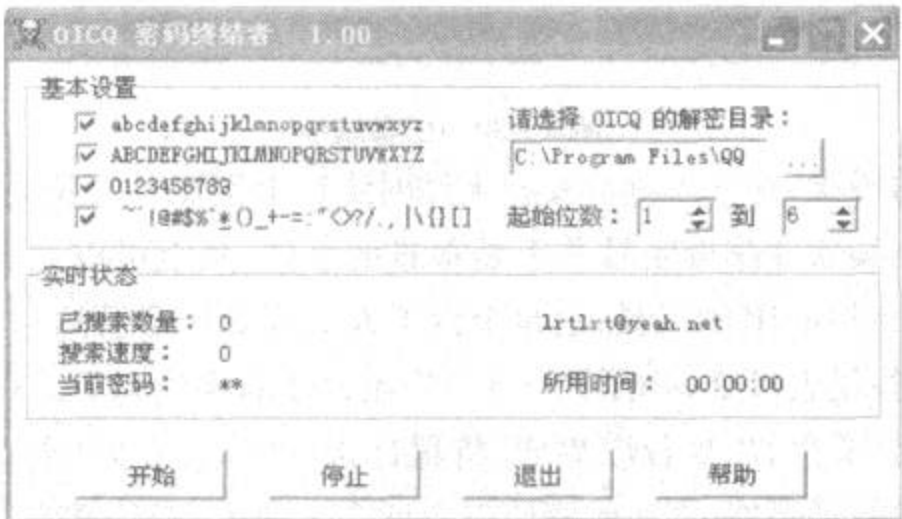 OICQ 密码终结者 1.00
基本设置
abcdefghijklmnopqrstuvwxyz
ABCDEFGHIJKLMNOPQRSTUVWXYZ
0123456789
~`!@#$%^&*()_+-=:"<>?/.,|\{}[]
请选择 OICQ 的解密目录：
C:\Program Files\QQ ...
起始位数： 1 到 6
实时状态
已搜索数量： 0
lrtlrt@yeah.net
搜索速度： 0
当前密码： **
所用时间： 00:00:00
开始 停止 退出 帮助